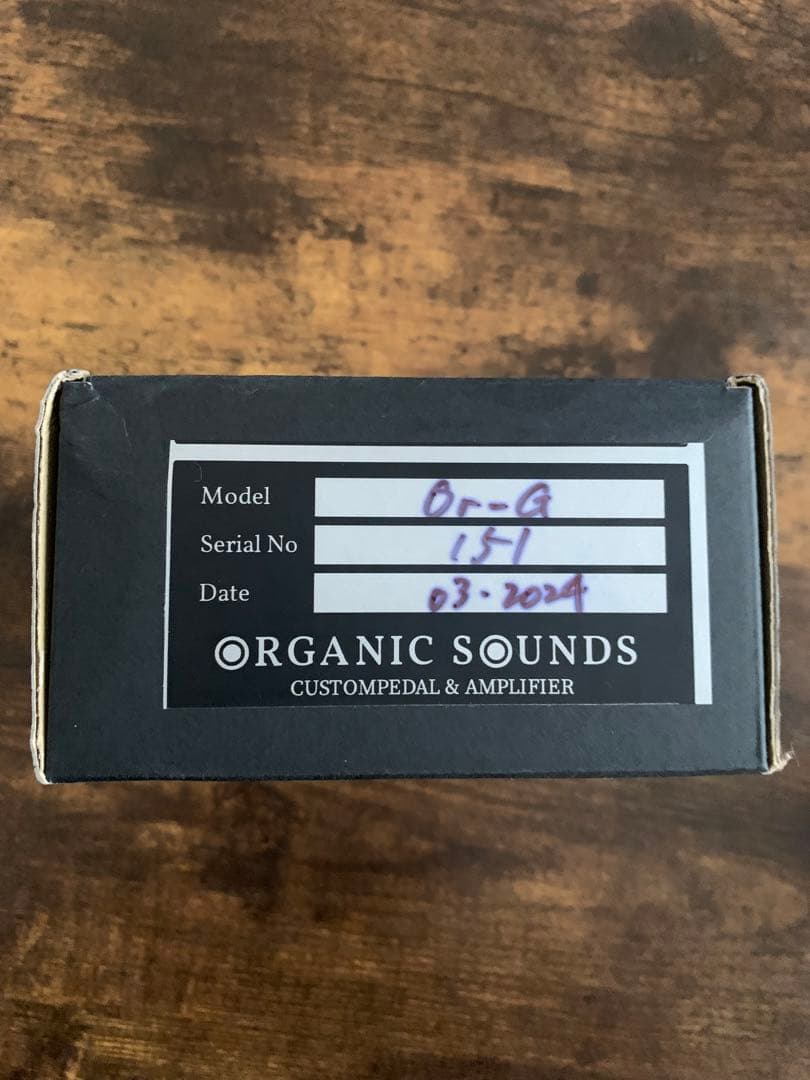 Model Or-G
Serial No 151
Date 03.2024
ORGANIC SOUNDS
CUSTOMPEDAL & AMPLIFIER